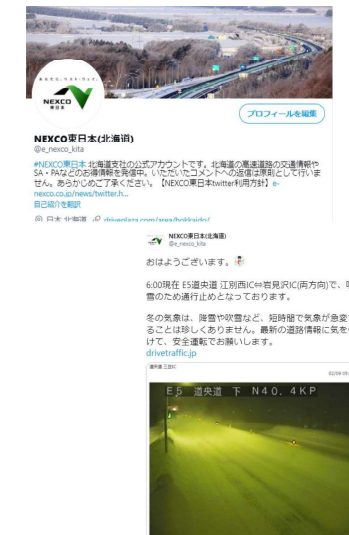 NEXCO
東日本
プロフィールを編集
NEXCO東日本(北海道)
@e_nexco_kita
#NEXCO東日本 北海道支社の公式アカウントです。北海道の高速道路の交通情報や
SA・PAなどのお得情報を発信中。いただいたコメントへの返信は原則として行いま
せん。あらかじめご了承ください。【NEXCO東日本twitter利用方針】e-
nexco.co.jp/news/twitter.h...
自己紹介を翻訳
日本 北海道 driveplaza.com/area/hokkaido/
NEXCO東日本(北海道)
@e_nexco_kita
おはようございます。
6:00現在 E5道央道 江別西IC⇔岩見沢IC(両方向)で、
雪のため通行止めとなっております。
冬の気象は、降雪や吹雪など、短時間で気象が急変
ることは珍しくありません。最新の道路情報に気を
けて、安全運転でお願いします。
drivetraffic.jp
E5 道央道 下 N40.4KP